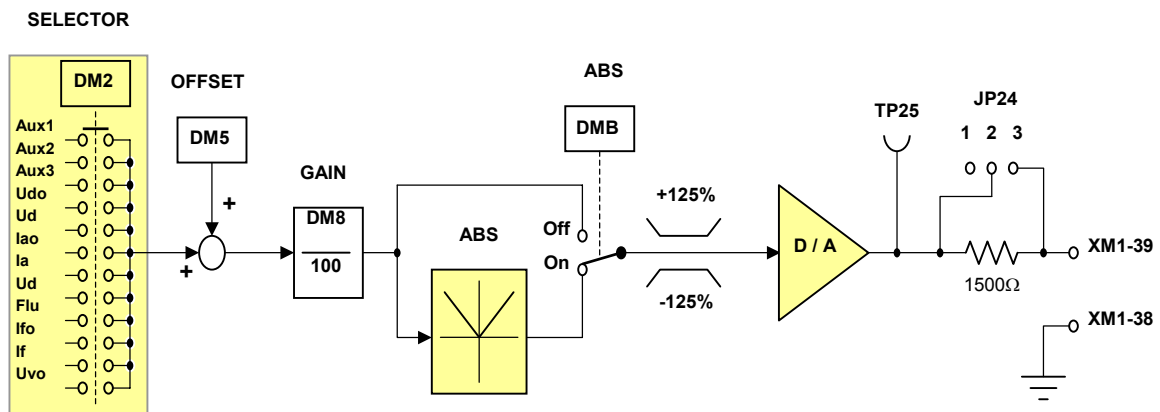 SELECTOR
DM2
Aux1
Aux2
Aux3
Udo
Ud
Iao
Ia
Ud
Flu
Ifo
If
Uvo
OFFSET
DM5
+
+
GAIN
DM8
100
ABS
ABS
DMB
Off
On
+125%
-125%
D / A
TP25
JP24
1 2 3
1500Ω
XM1-39
XM1-38